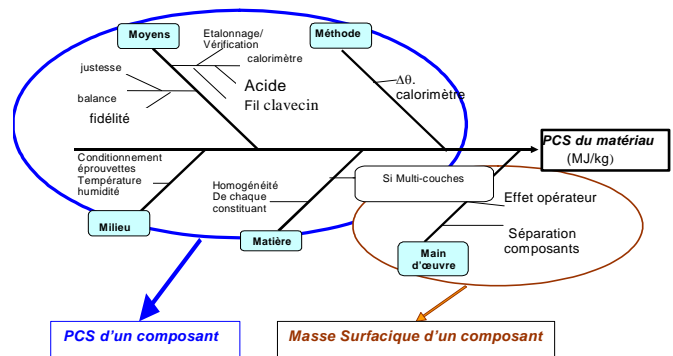 Moyens
Etalonnage/
Vérification
Méthode
calorimètre
justesse
Acide
Fil clavecin
balance
fidélité
Δθ.
calorimètre
PCS du matériau
(MJ/kg)
Conditionnement
éprouvettes
Température
humidité
Homogénéité
De chaque
constituant
Si Multi-couches
Effet opérateur
Séparation
composants
Milieu
Matière
Main
d'œuvre
PCS d'un composant
Masse Surfacique d'un composant